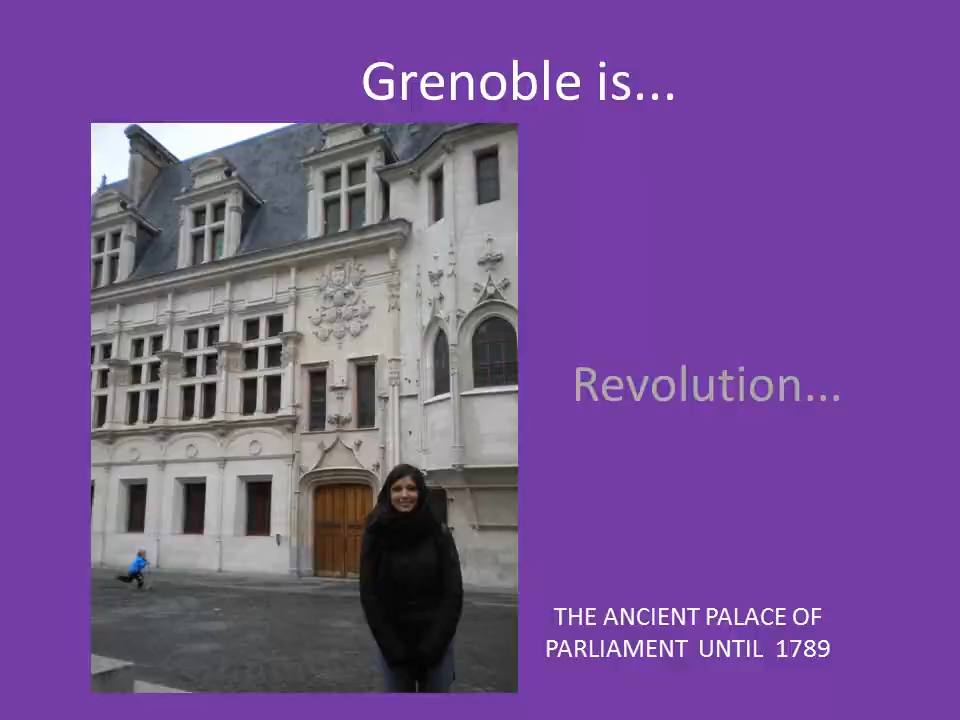 Grenoble is...
Revolution...
THE ANCIENT PALACE OF
PARLIAMENT UNTIL 1789